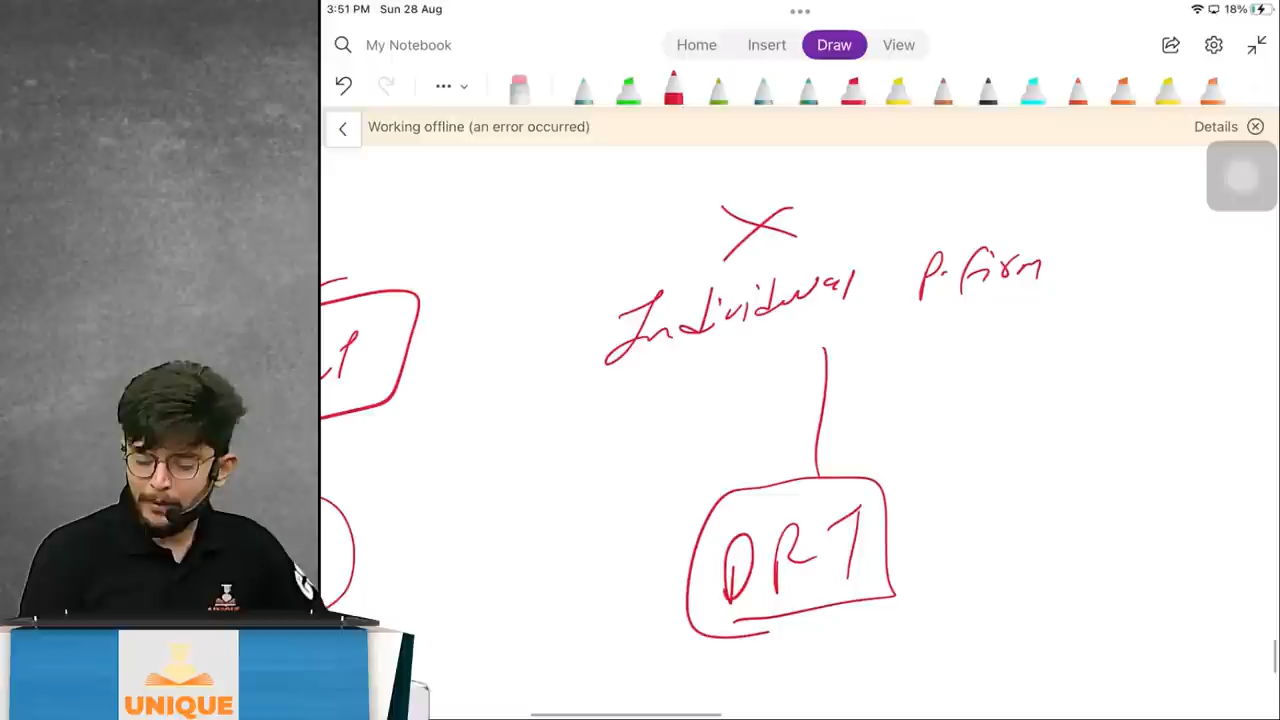 3:51 PM Sun 28 Aug
18%
My Notebook
Home Insert Draw View
Working offline (an error occurred)
Details
Individual P. firm
DRT
UNIQUE
UNIQUE